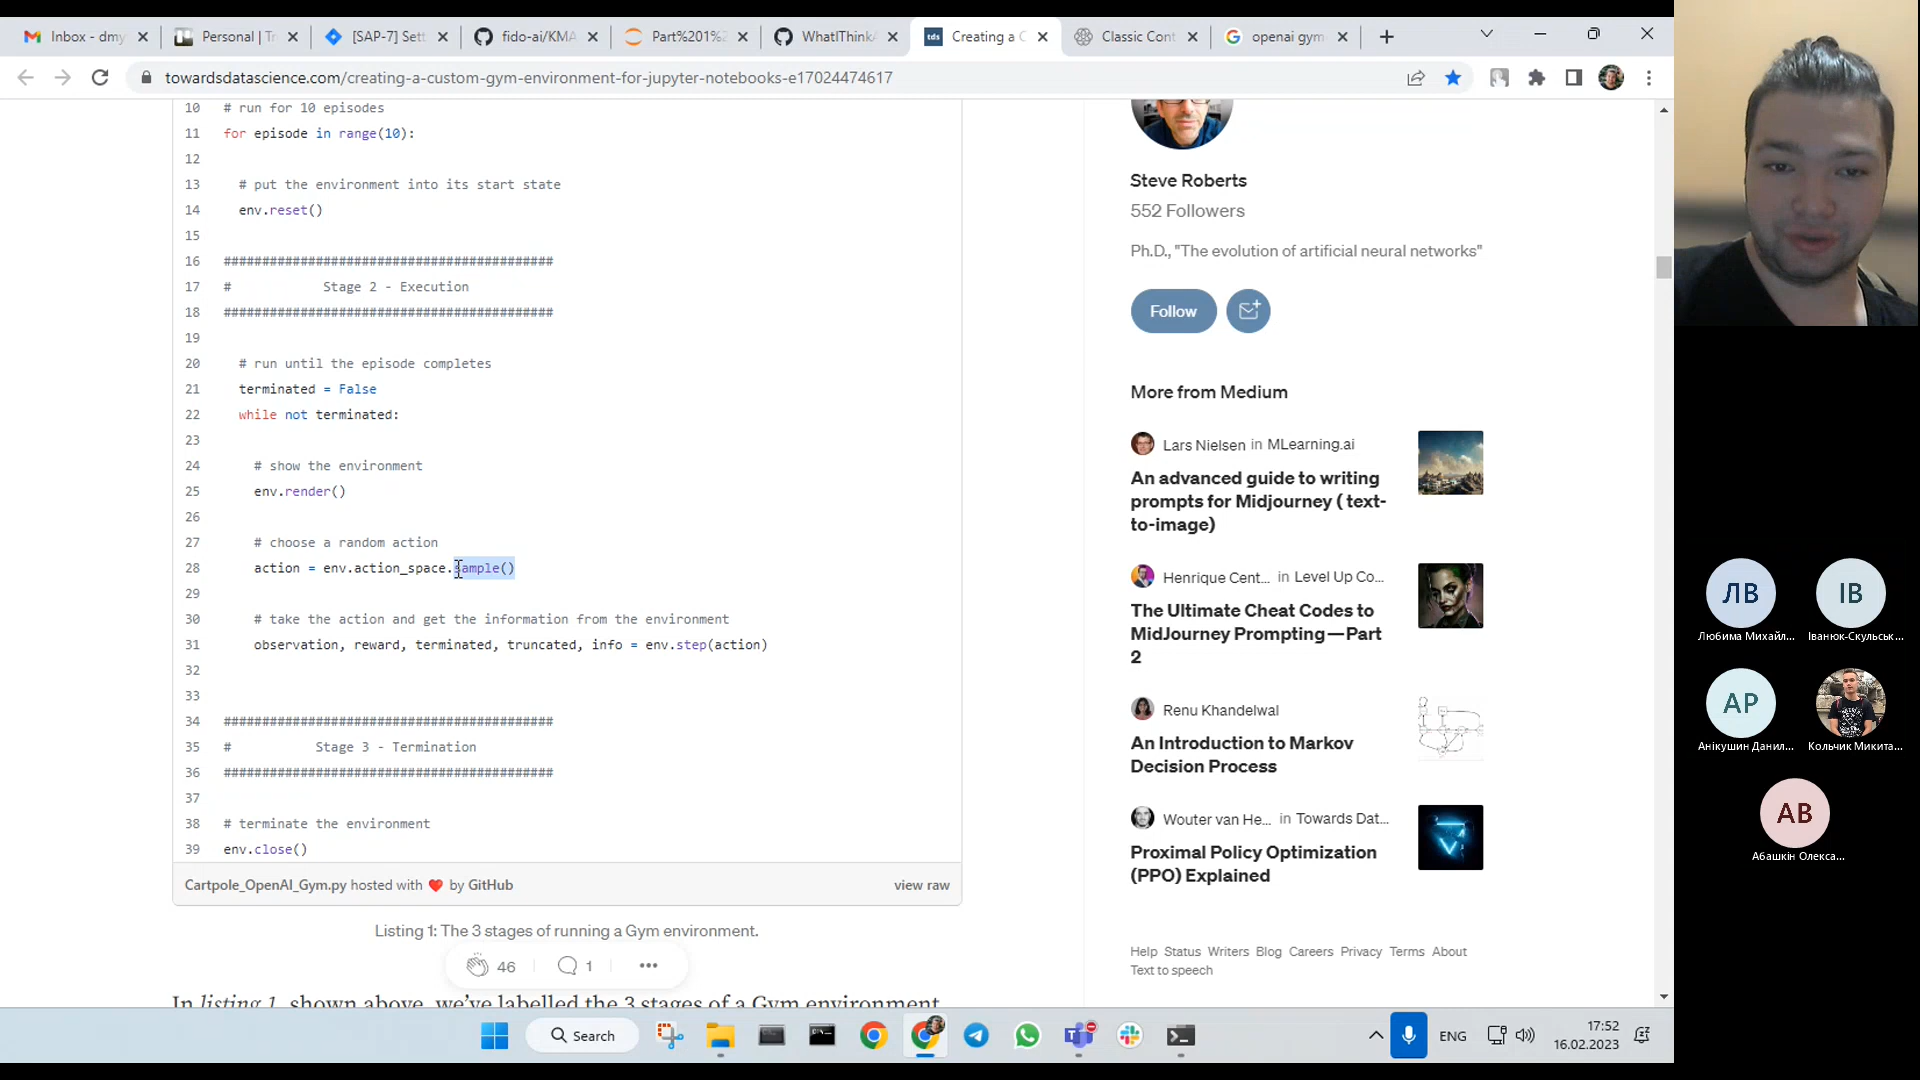 Inbox - dmy
Personal | Tr
[SAP-7] Sett
fido-ai/KMA
Part%201%2
WhatIThink
tds
Creating a C
Classic Cont
openai gym
towardsdatascience.com/creating-a-custom-gym-environment-for-jupyter-notebooks-e17024474617
10 # run for 10 episodes
11 for episode in range(10):
12
13 # put the environment into its start state
14 env.reset()
15
16 ###########################################
17 # Stage 2 - Execution
18 ###########################################
19
20 # run until the episode completes
21 terminated = False
22 while not terminated:
23
24 # show the environment
25 env.render()
26
27 # choose a random action
28 action = env.action_space.sample()
29
30 # take the action and get the information from the environment
31 observation, reward, terminated, truncated, info = env.step(action)
32
33
34 ###########################################
35 # Stage 3 - Termination
36 ###########################################
37
38 # terminate the environment
39 env.close()
Cartpole_OpenAI_Gym.py hosted with ❤ by GitHub
view raw
Listing 1: The 3 stages of running a Gym environment.
46
1
In listing 1, shown above, we’ve labelled the 3 stages of a Gym environment.
Steve Roberts
552 Followers
Ph.D., "The evolution of artificial neural networks"
Follow
More from Medium
Lars Nielsen in MLearning.ai
An advanced guide to writing
prompts for Midjourney ( text-
to-image)
Henrique Cent... in Level Up Co...
The Ultimate Cheat Codes to
MidJourney Prompting — Part
2
Renu Khandelwal
An Introduction to Markov
Decision Process
Wouter van He... in Towards Dat...
Proximal Policy Optimization
(PPO) Explained
Help Status Writers Blog Careers Privacy Terms About
Text to speech
Search
ENG
17:52
16.02.2023
ЛВ
Любима Михайл...
ІВ
Іванюк-Скульськ...
АР
Анікушин Данил...
Кольчик Микита...
АВ
Абашкін Олекса...